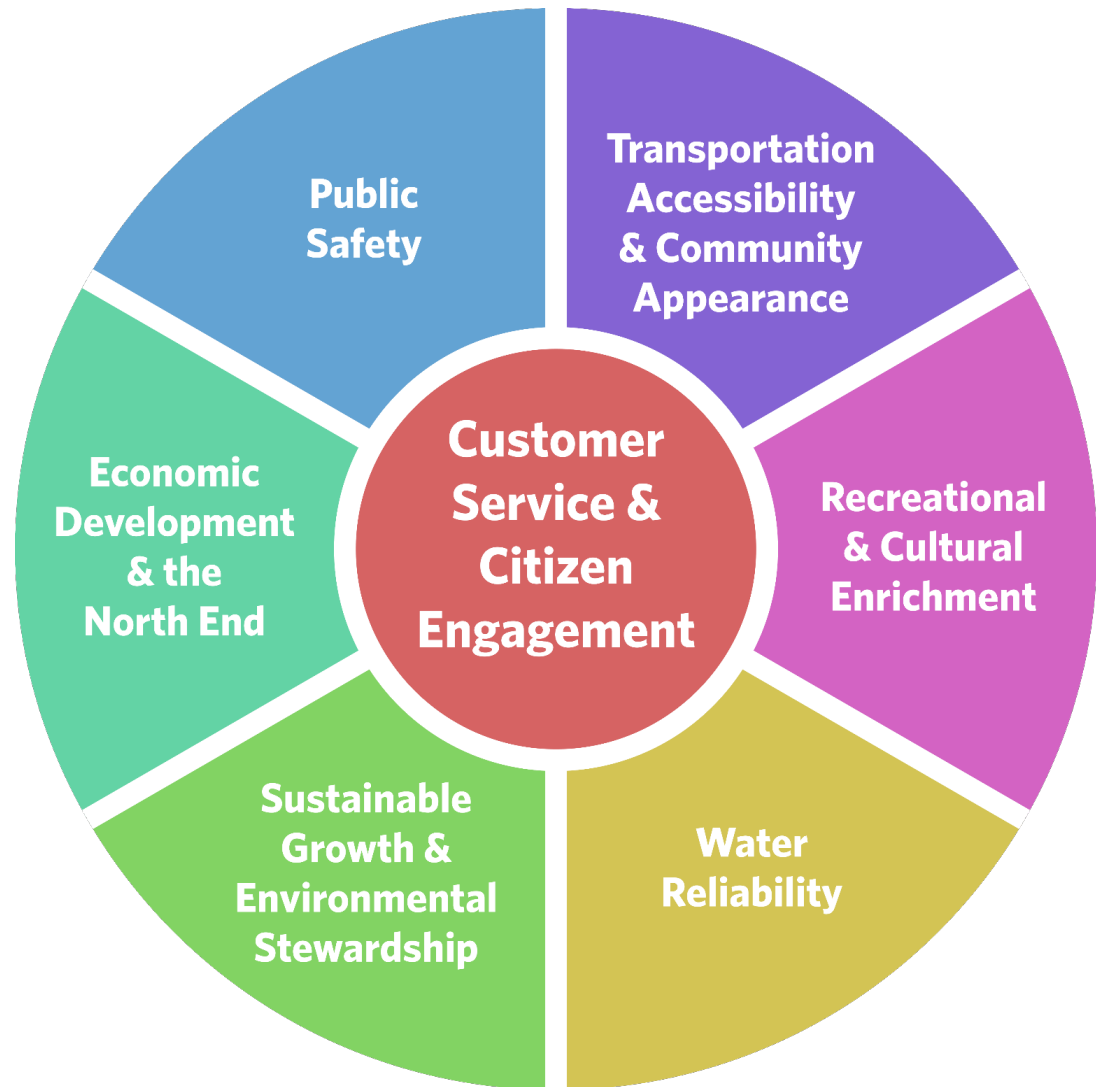 Public
Safety
Transportation
Accessibility
& Community
Appearance
Recreational
& Cultural
Enrichment
Water
Reliability
Sustainable
Growth &
Environmental
Stewardship
Economic
Development
& the
North End
Customer
Service &
Citizen
Engagement